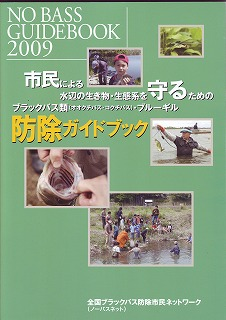 NO BASS
GUIDEBOOK
2009
市民による
水辺の生き物・生態系を守るための
ブラックバス類(オオクチバス・コクチバス)・ブルーギル
防除ガイドブック
全国ブラックバス防除市民ネットワーク
(ノーバスネット)